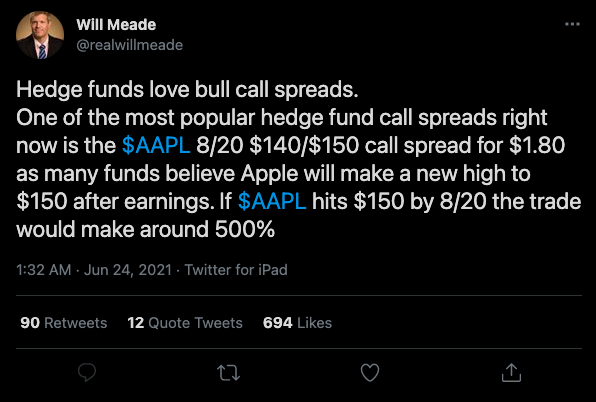 Will Meade
@realwillmeade
Hedge funds love bull call spreads.
One of the most popular hedge fund call spreads right
now is the $AAPL 8/20 $140/$150 call spread for $1.80
as many funds believe Apple will make a new high to
$150 after earnings. If $AAPL hits $150 by 8/20 the trade
would make around 500%
1:32 AM · Jun 24, 2021 · Twitter for iPad
90 Retweets 12 Quote Tweets 694 Likes